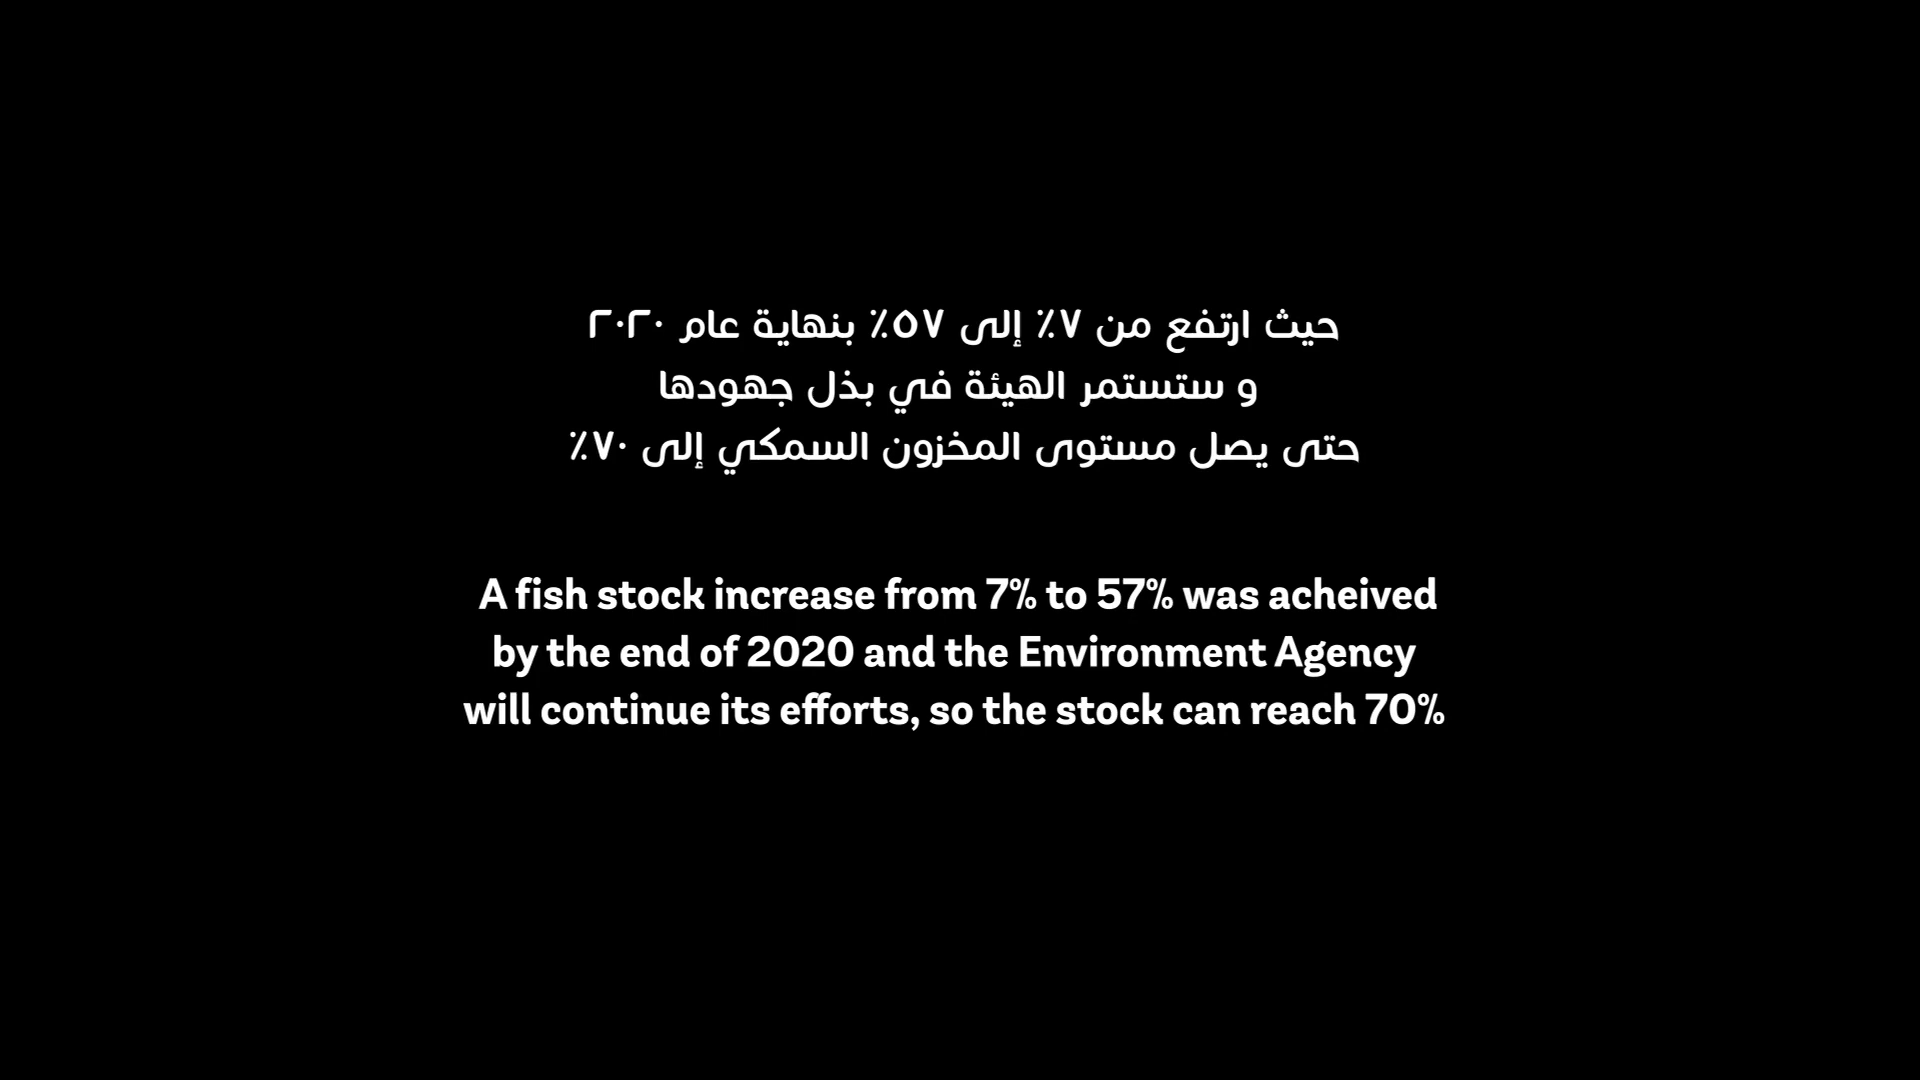 حيث ارتفع من ٧٪ إلى ٥٧٪ بنهاية عام ٢٠٢٠
و ستستمر الهيئة في بذل جهودها
حتى يصل مستوى المخزون السمكي إلى ٧٠٪
A fish stock increase from 7% to 57% was acheived
by the end of 2020 and the Environment Agency
will continue its efforts, so the stock can reach 70%